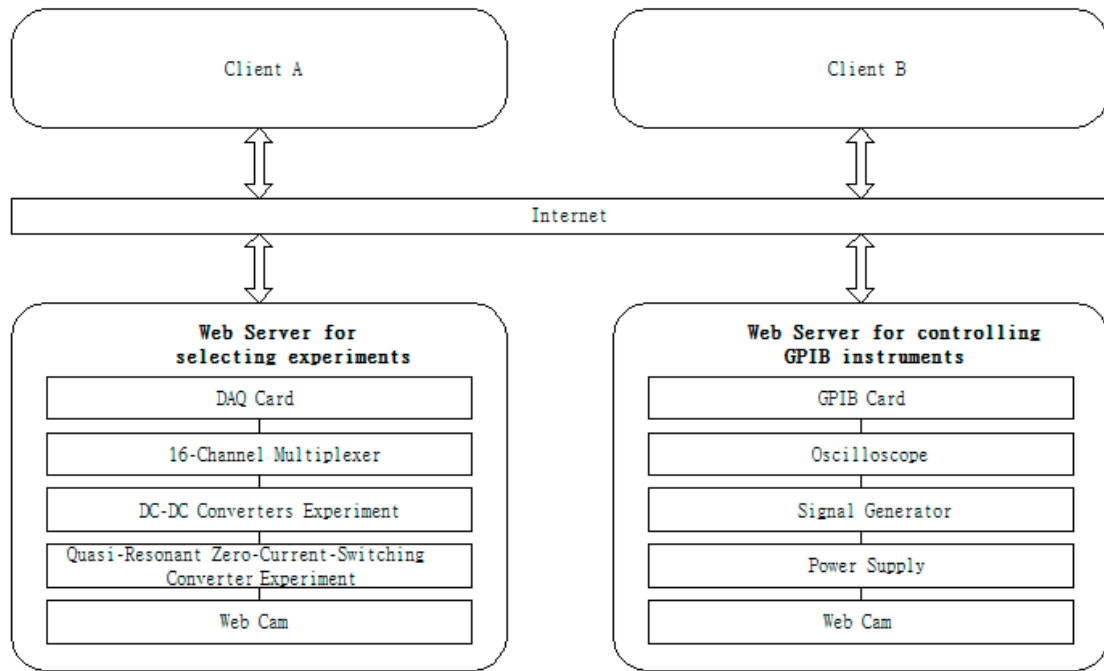 Client A
Client B
Internet
Web Server for
selecting experiments
DAQ Card
16-Channel Multiplexer
DC-DC Converters Experiment
Quasi-Resonant Zero-Current-Switching
Converter Experiment
Web Cam
Web Server for controlling
GPIB instruments
GPIB Card
Oscilloscope
Signal Generator
Power Supply
Web Cam